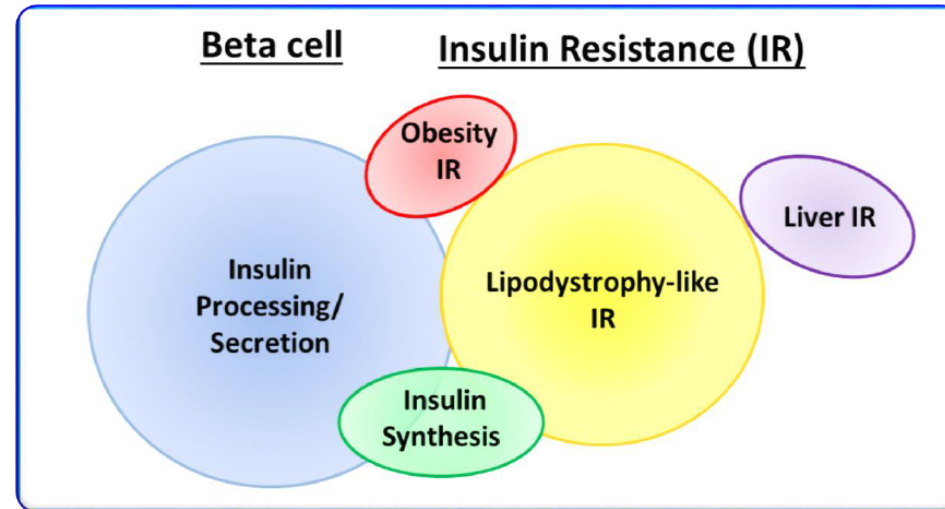 Beta cell
Insulin Resistance (IR)
Obesity
IR
Liver IR
Insulin
Processing/
Secretion
Lipodystrophy-like
IR
Insulin
Synthesis